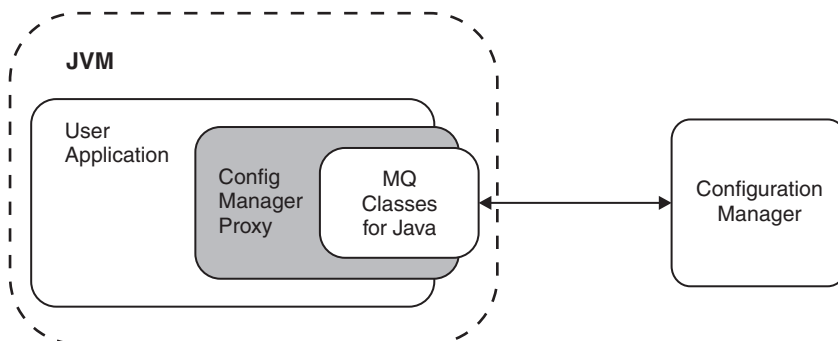 JVM
User
Application
Config
Manager
Proxy
MQ
Classes
for Java
Configuration
Manager